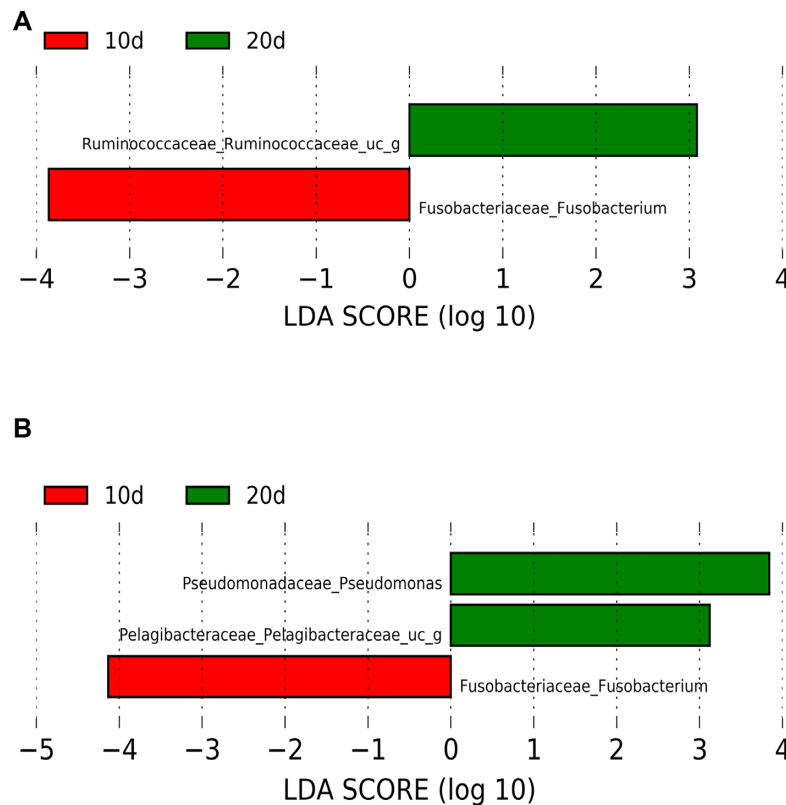 A
10d 20d
Ruminococcaceae_Ruminococcaceae_uc_g
Fusobacteriaceae_Fusobacterium
−4 −3 −2 −1 0 1 2 3 4
LDA SCORE (log 10)
B
10d 20d
Pseudomonadaceae_Pseudomonas
Pelagibacteraceae_Pelagibacteraceae_uc_g
Fusobacteriaceae_Fusobacterium
−5 −4 −3 −2 −1 0 1 2 3 4
LDA SCORE (log 10)